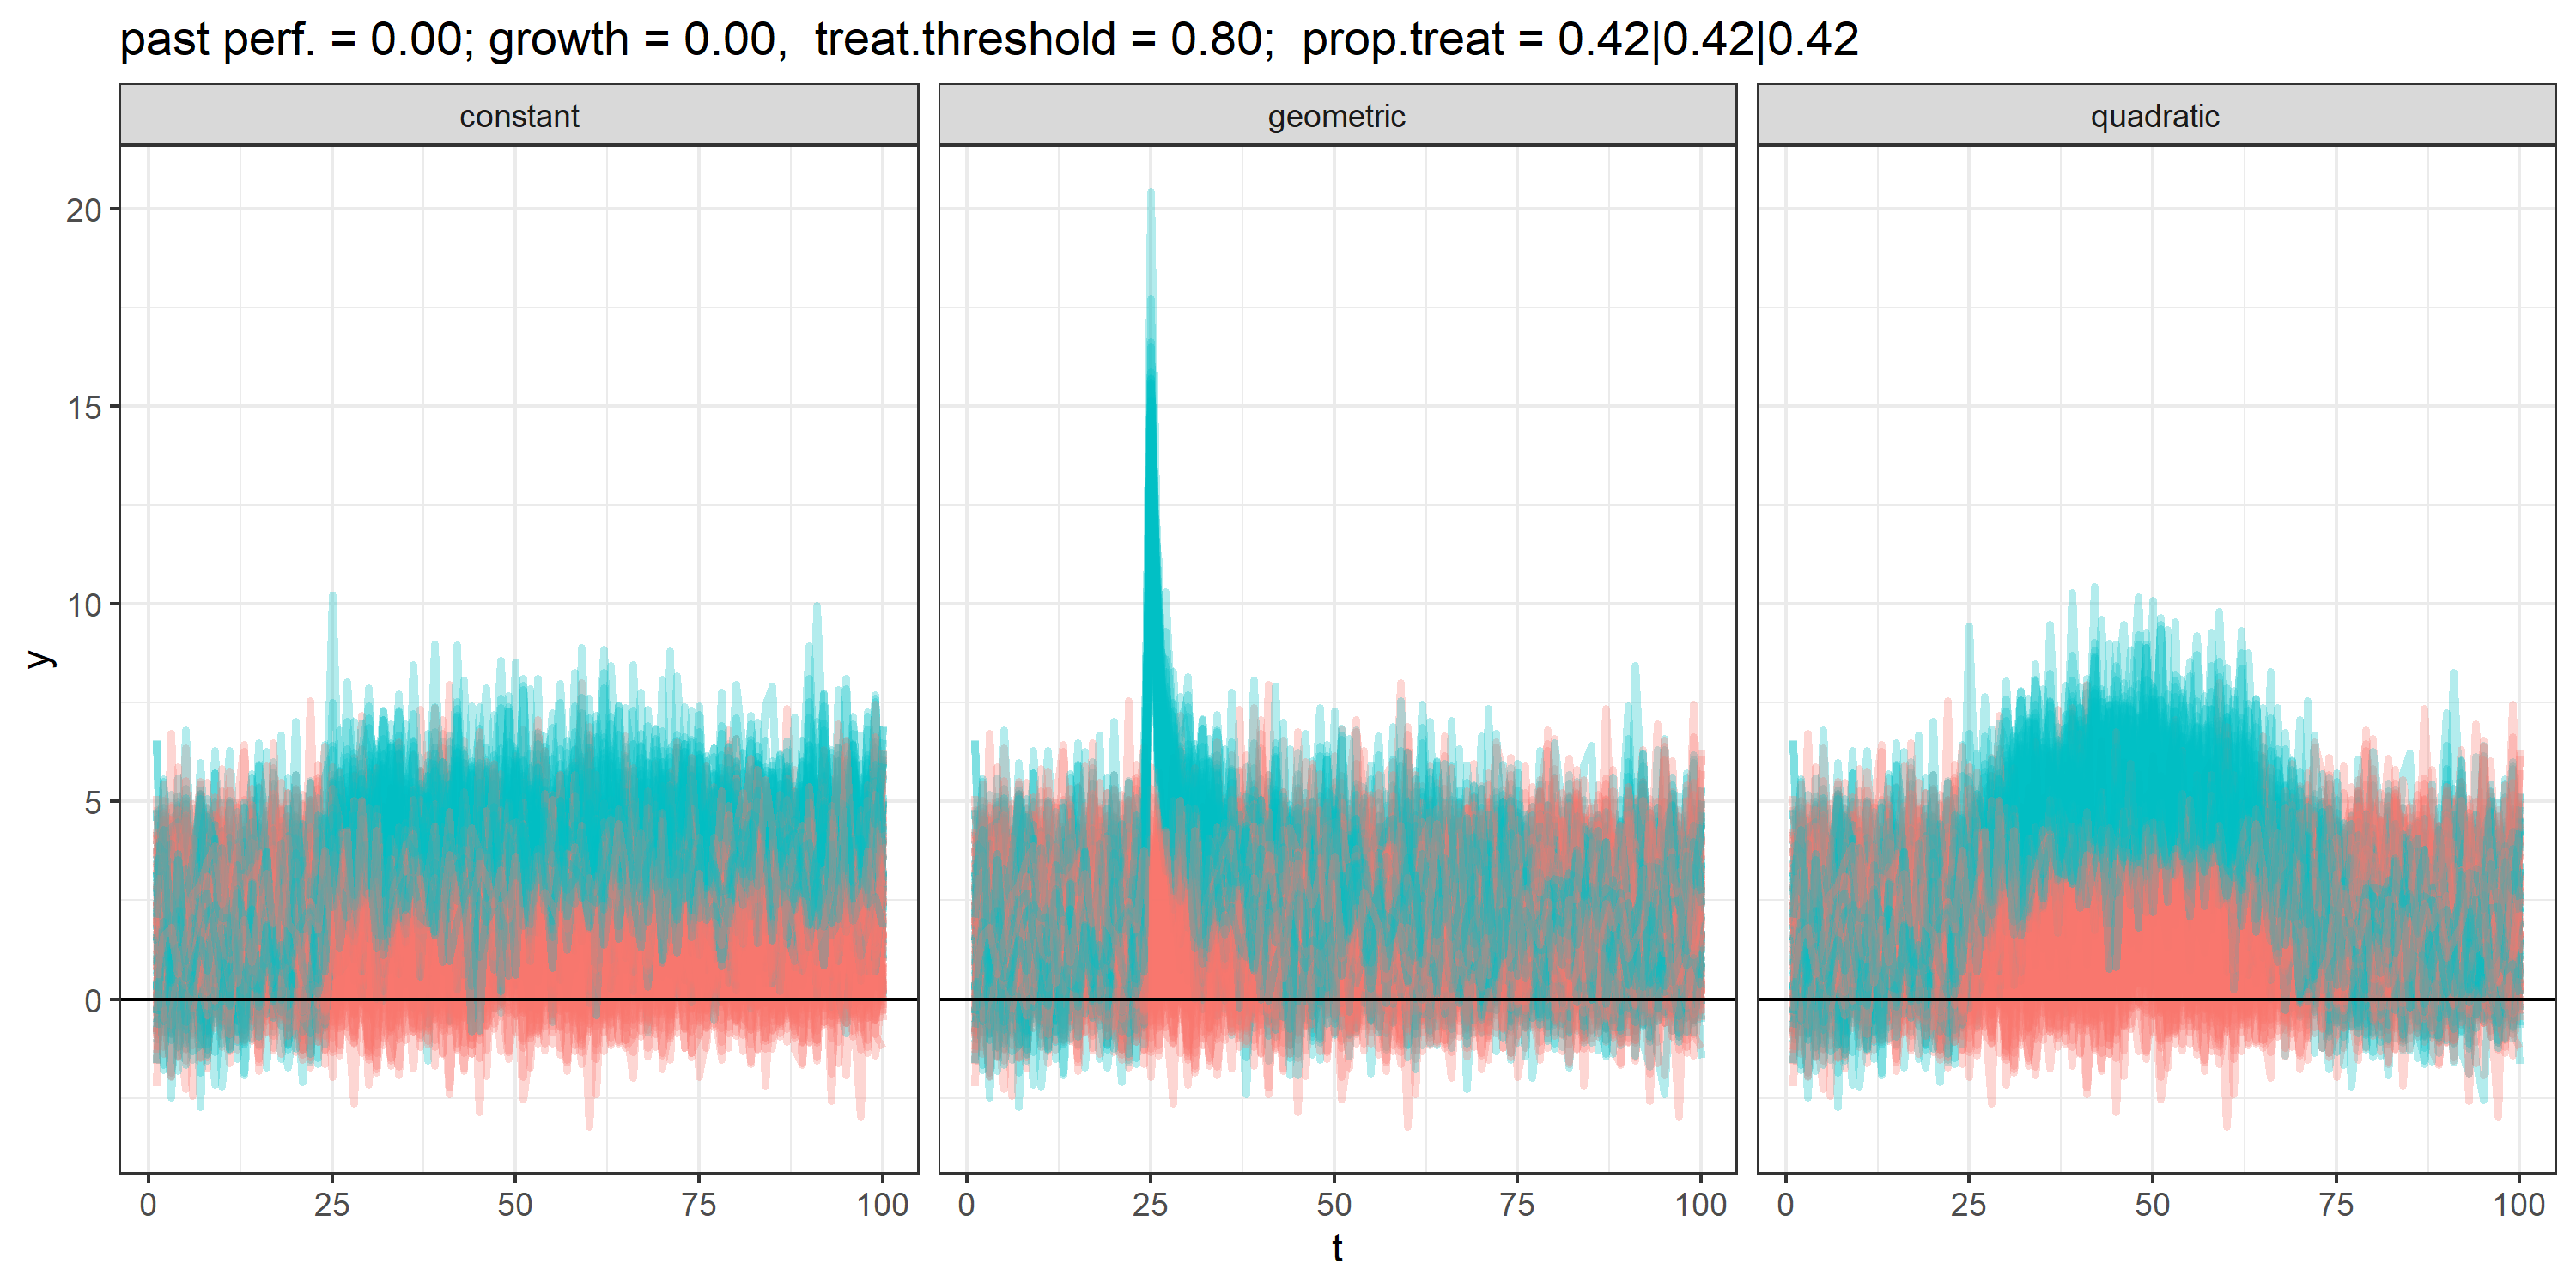 past perf. = 0.00; growth = 0.00,  treat.threshold = 0.80;  prop.treat = 0.42|0.42|0.42
constant geometric quadratic
20
15
10
5
0
y
0 25 50 75 100 0 25 50 75 100 0 25 50 75 100
t